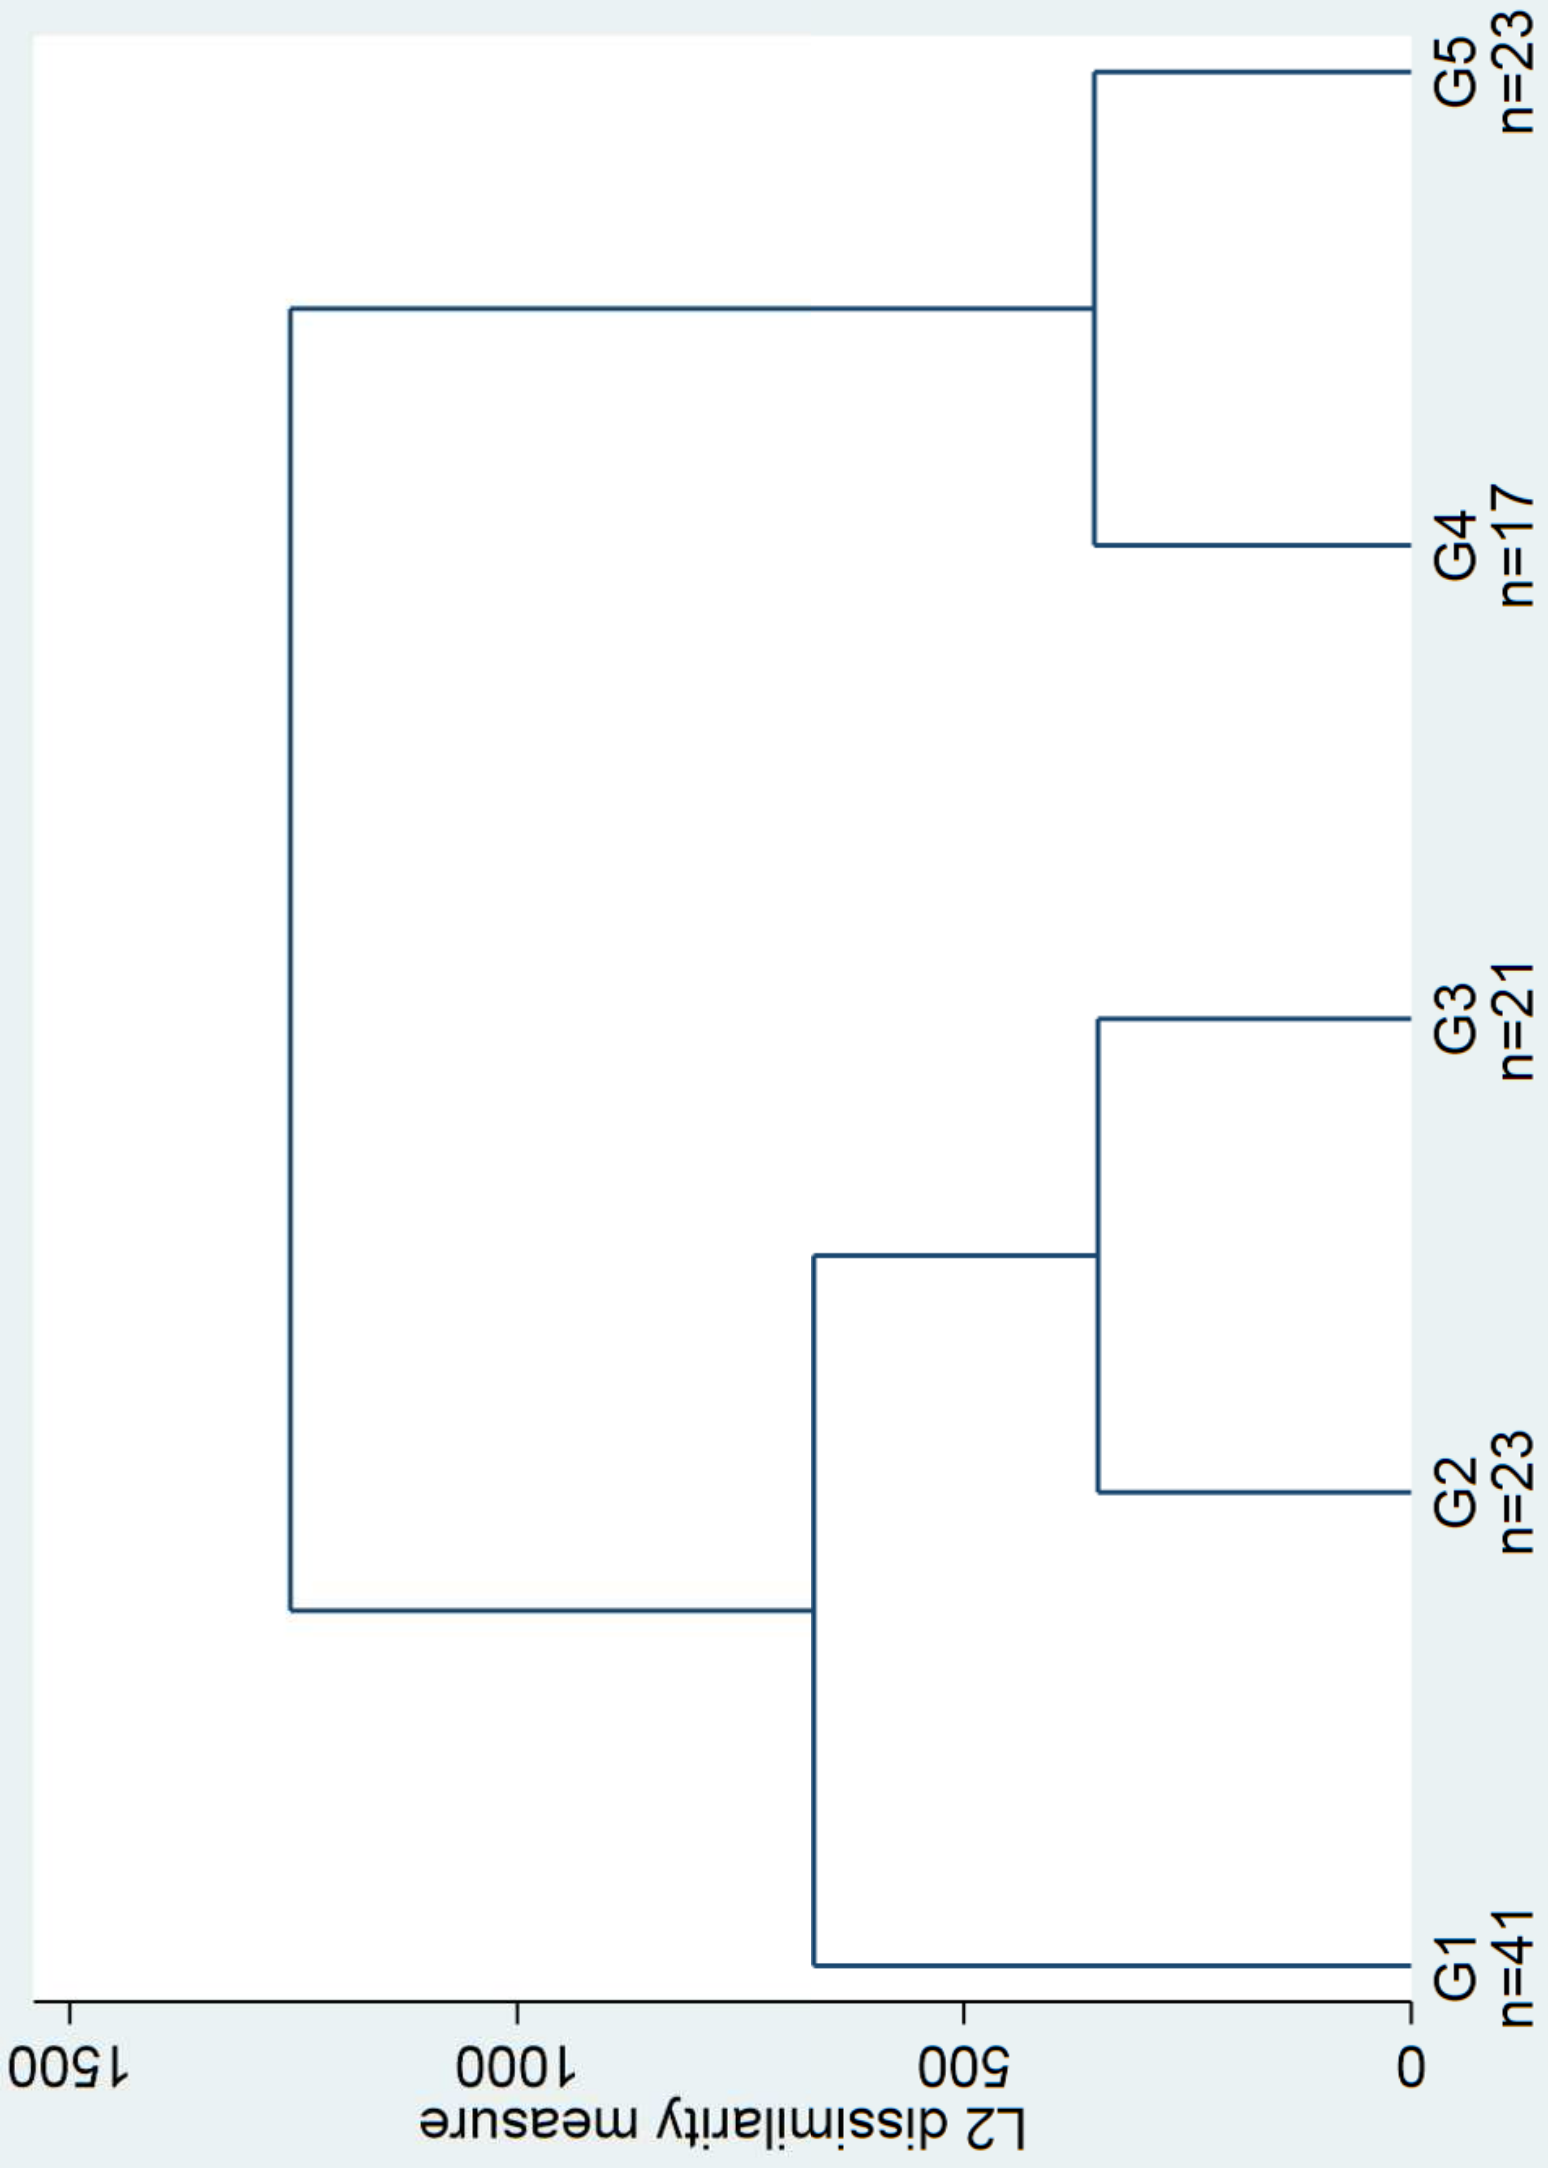 L2 dissimilarity measure
1500
1000
500
0
G1
n=41
G2
n=23
G3
n=21
G4
n=17
G5
n=23